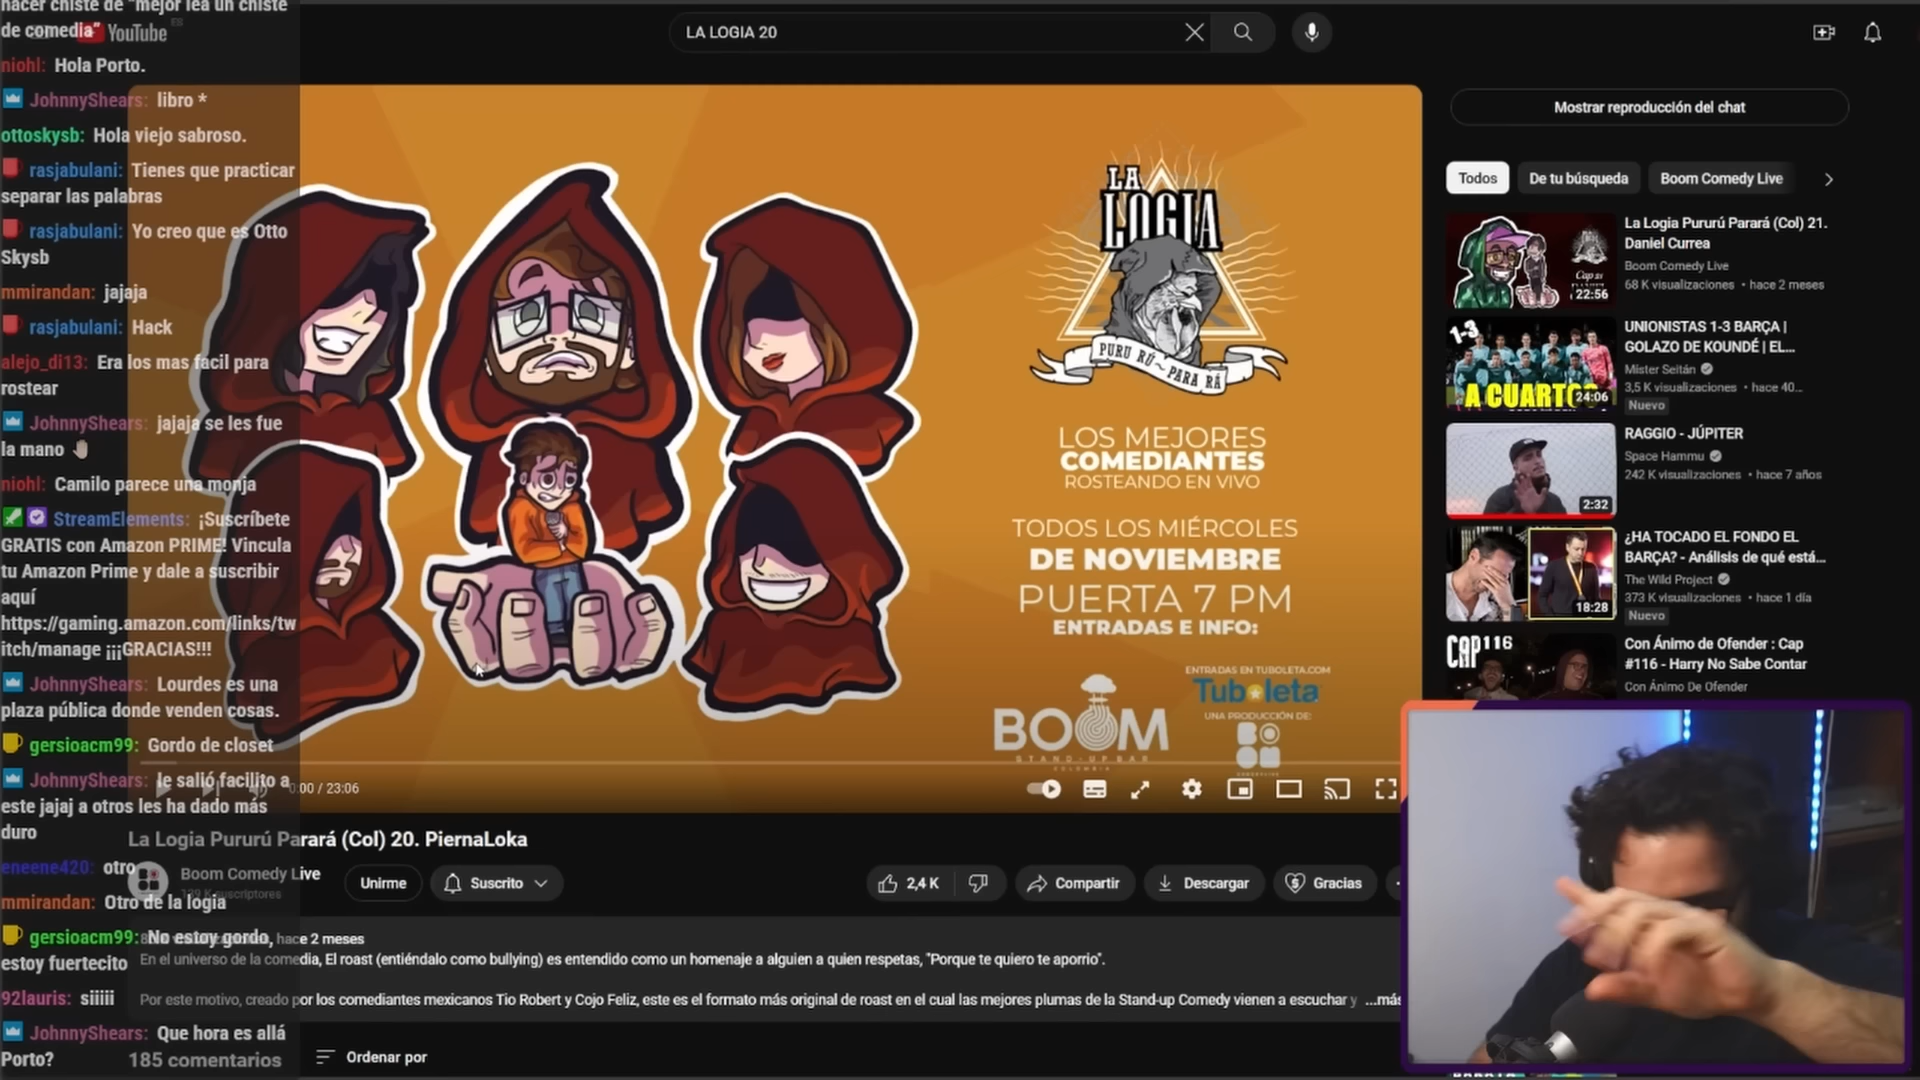 hacer chiste de "mejor lea un chiste
de comedia"
YouTube
ES
LA LOGIA 20
niohl: Hola Porto.
JohnnyShears: libro *
ottoskysb: Hola viejo sabroso.
rasjabulani: Tienes que practicar
separar las palabras
rasjabulani: Yo creo que es Otto
Skysb
mmirandan: jajaja
rasjabulani: Hack
alejo_di13: Era los mas facil para
rostear
JohnnyShears: jajaja se les fue
la mano 🤚🏼
niohl: Camilo parece una monja
StreamElements: ¡Suscríbete
GRATIS con Amazon PRIME! Vincula
tu Amazon Prime y dale a suscribir
aquí
https://gaming.amazon.com/links/tw
itch/manage ¡¡¡GRACIAS!!!
JohnnyShears: Lourdes es una
plaza pública donde venden cosas.
gersioacm99: Gordo de closet
JohnnyShears: le salió facilito a
este jajaj a otros les ha dado más
duro
eneene420: otro
mmirandan: Otro de la logia
gersioacm99: No estoy gordo,
estoy fuertecito
92lauris: siiiii
JohnnyShears: Que hora es allá
Porto?
LA
LOGIA
PURU RÚ ~ PARA RÁ
LOS MEJORES
COMEDIANTES
ROSTEANDO EN VIVO
TODOS LOS MIÉRCOLES
DE NOVIEMBRE
PUERTA 7 PM
ENTRADAS E INFO:
ENTRADAS EN TUBOLETA.COM
Tuboleta
UNA PRODUCCIÓN DE:
BOOM
STAND-UP BAR
COLOMBIA
BOOM
0:00 / 23:06
La Logia Pururú Parará (Col) 20. PiernaLoka
Boom Comedy Live
suscriptores
Unirme
Suscrito
2,4 K
Compartir
Descargar
Gracias
hace 2 meses
En el universo de la comedia, El roast (entiéndalo como bullying) es entendido como un homenaje a alguien a quien respetas, "Porque te quiero te aporrio".
Por este motivo, creado por los comediantes mexicanos Tio Robert y Cojo Feliz, este es el formato más original de roast en el cual las mejores plumas de la Stand-up Comedy vienen a escuchar y ...más
185 comentarios
Ordenar por
Mostrar reproducción del chat
Todos
De tu búsqueda
Boom Comedy Live
22:56
La Logia Pururú Parará (Col) 21.
Daniel Currea
Boom Comedy Live
68 K visualizaciones • hace 2 meses
1-3
A CUARTOS
24:06
UNIONISTAS 1-3 BARÇA |
GOLAZO DE KOUNDÉ | EL...
Mister Seitán
3,5 K visualizaciones • hace 40...
Nuevo
2:32
RAGGIO - JÚPITER
Space Hammu
242 K visualizaciones • hace 7 años
18:28
¿HA TOCADO EL FONDO EL
BARÇA? - Análisis de qué está...
The Wild Project
373 K visualizaciones • hace 1 día
Nuevo
CAP 116
Con Ánimo de Ofender : Cap
#116 - Harry No Sabe Contar
Con Ánimo De Ofender